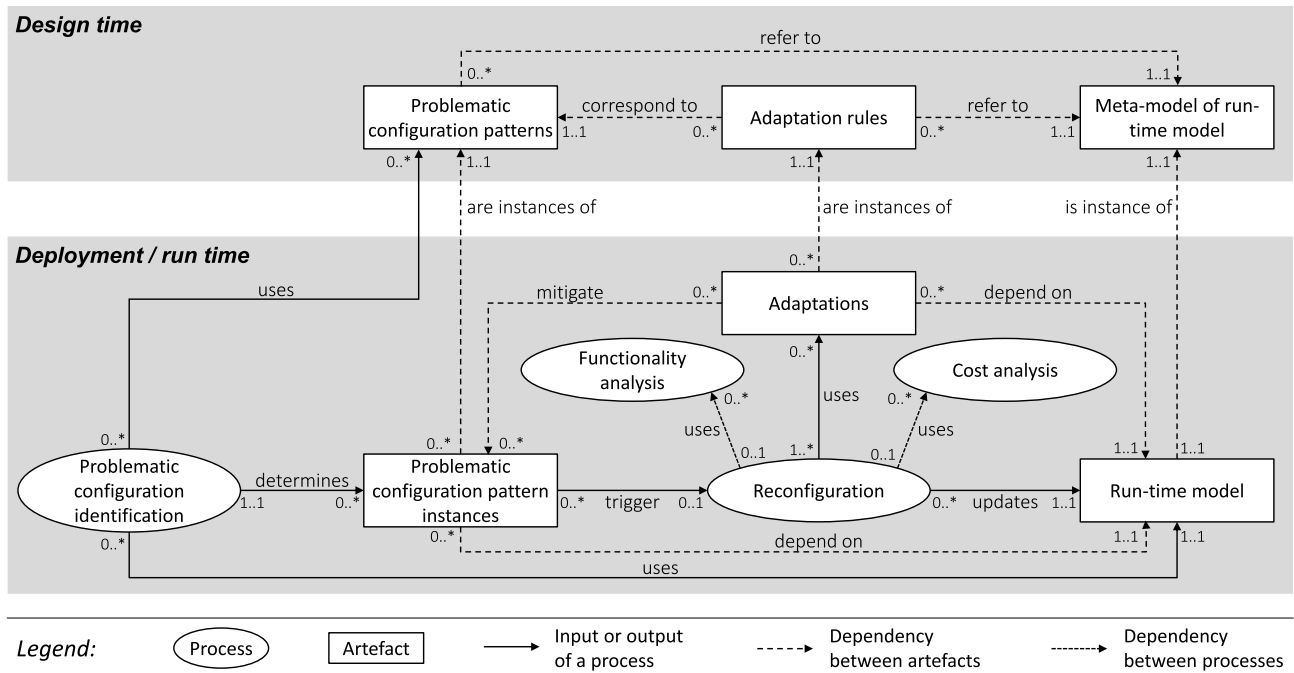 Design time
refer to
0..*
1..1
Problematic
configuration patterns
correspond to
1..1
0..*
Adaptation rules
refer to
0..*
1..1
Meta-model of run-
time model
0..*
1..1
1..1
1..1
are instances of
are instances of
is instance of
Deployment / run time
uses
0..*
mitigate
0..*
Adaptations
0..*
depend on
Functionality
analysis
0..*
Cost analysis
0..*
uses
0..*
uses
uses
0..*
0..*
0..*
0..1
1..*
0..1
1..1
1..1
Problematic
configuration
identification
determines
1..1
0..*
Problematic
configuration pattern
instances
0..*
trigger
0..1
Reconfiguration
0..*
updates
1..1
Run-time model
0..*
0..*
depend on
1..1
1..1
uses
Legend:
Process
Artefact
Input or output
of a process
Dependency
between artefacts
Dependency
between processes